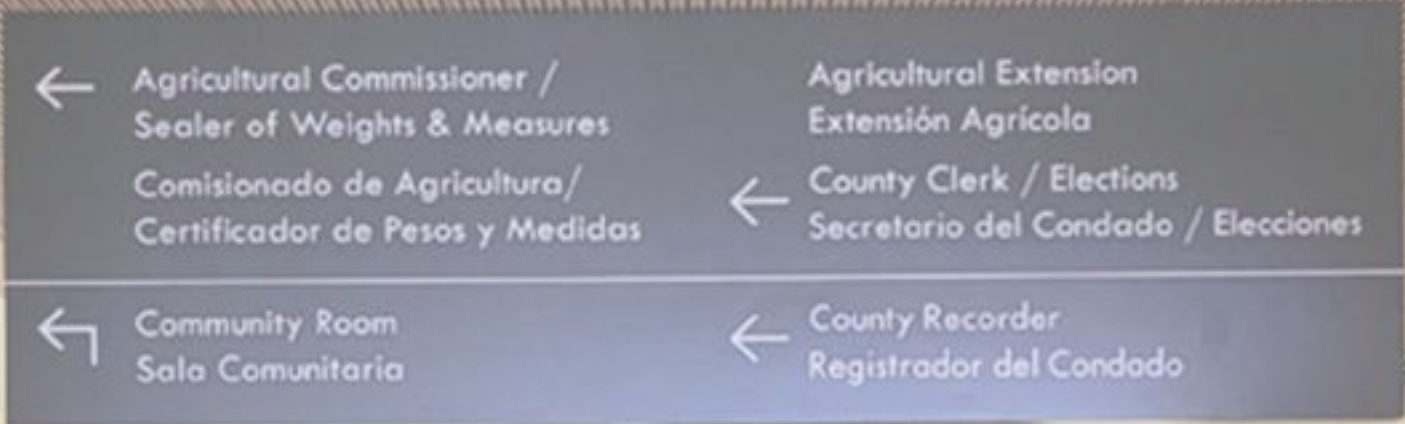 Agricultural Commissioner /
Sealer of Weights & Measures
Comisionado de Agricultura/
Certificador de Pesos y Medidas
Community Room
Sala Comunitaria
Agricultural Extension
Extensión Agrícola
County Clerk / Elections
Secretario del Condado / Elecciones
County Recorder
Registrador del Condado